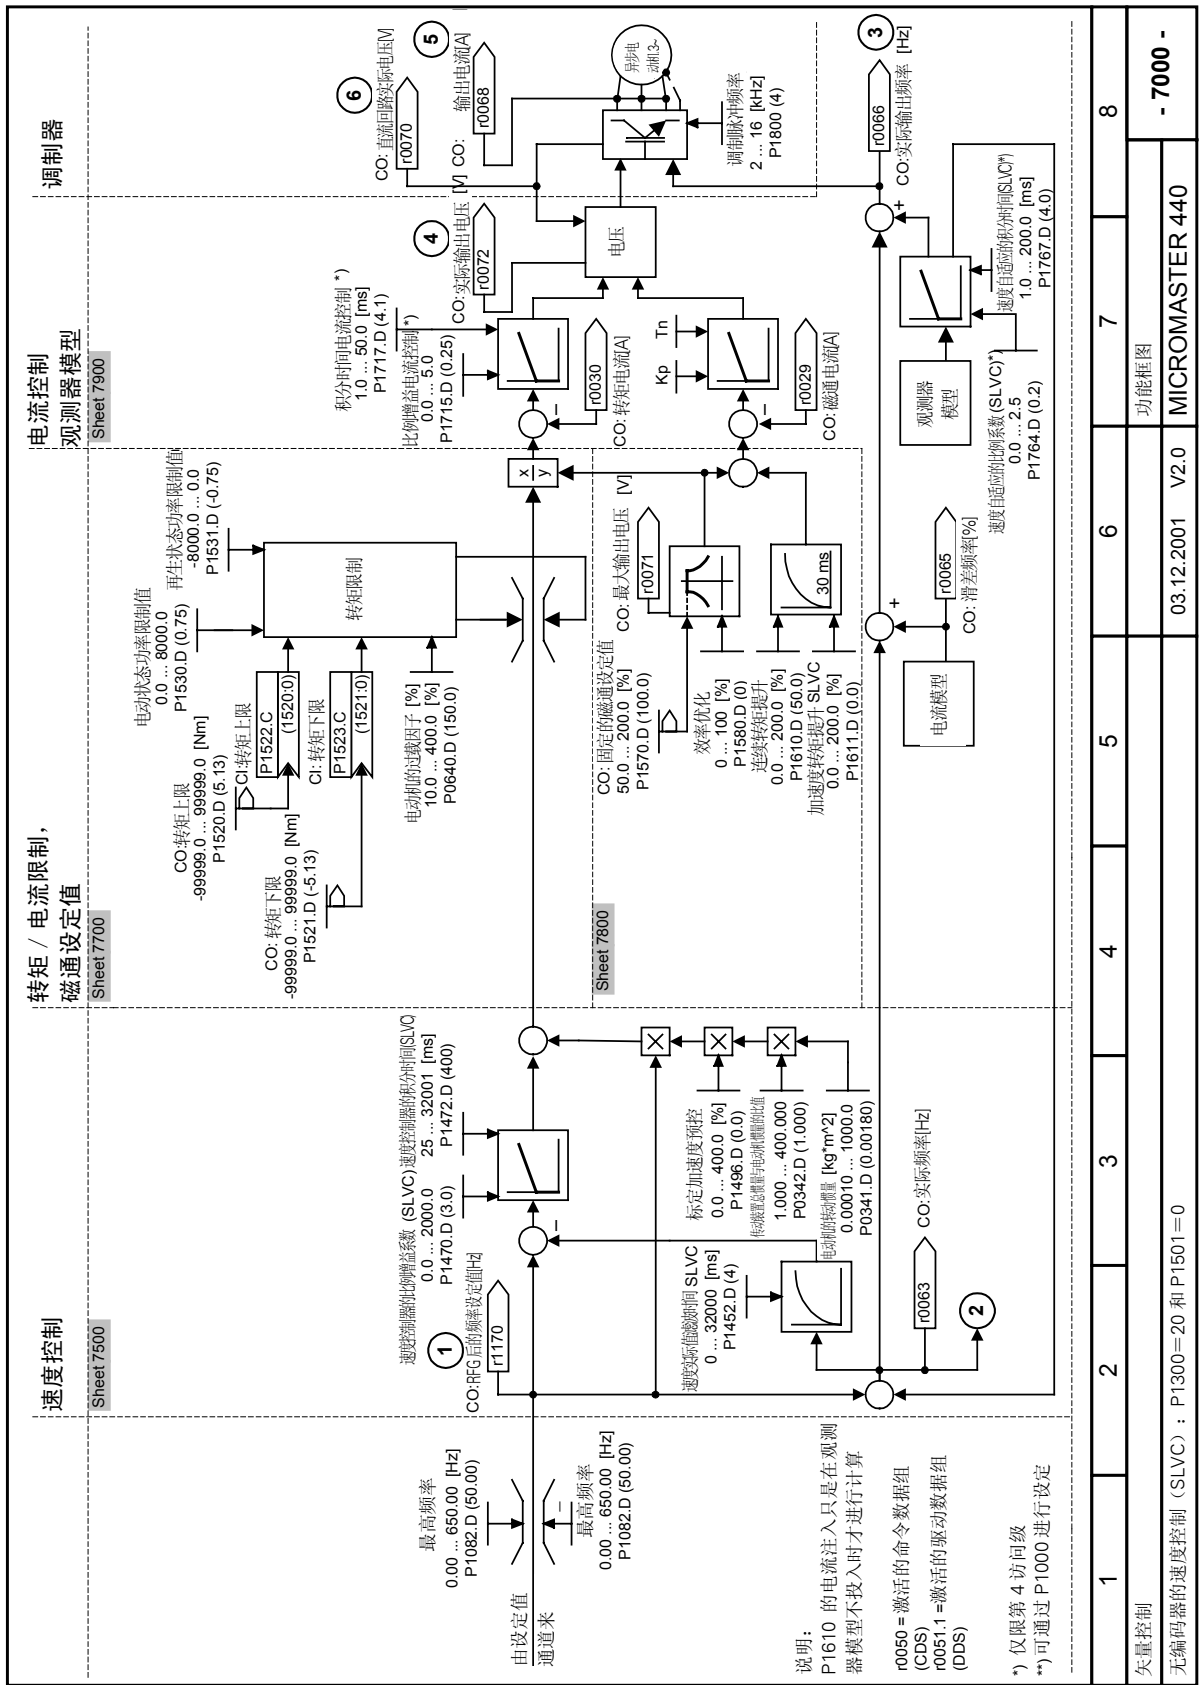 速度控制
Sheet 7500
转矩 / 电流限制，
磁通设定值
Sheet 7700
电流控制
观测器模型
Sheet 7900
调制器
由设定值
通道来
最高频率
0.00 ... 650.00 [Hz]
P1082.D (50.00)
最高频率
0.00 ... 650.00 [Hz]
P1082.D (50.00)
1
CO:RFG 后的频率设定值[Hz]
r1170
速度控制器的比例增益系数 (SLVC)
0.0 ... 2000.0
P1470.D (3.0)
速度控制器的积分时间(SLVC)
25 ... 32001 [ms]
P1472.D (400)
–
速度实际值滤波时间 SLVC
0 ... 32000 [ms]
P1452.D (4)
标定加速度预控
0.0 ... 400.0 [%]
P1496.D (0.0)
传动装置总惯量与电动机惯量的比值
1.000 ... 400.000
P0342.D (1.000)
电动机的转动惯量 [kg*m^2]
0.00010 ... 1000.0
P0341.D (0.00180)
r0063
CO:实际频率[Hz]
2
CO:转矩上限
-99999.0 ... 99999.0 [Nm]
P1520.D (5.13)
CO: 转矩下限
-99999.0 ... 99999.0 [Nm]
P1521.D (-5.13)
CI:转矩上限
P1522.C
(1520:0)
CI: 转矩下限
P1523.C
(1521:0)
电动机的过载因子 [%]
10.0 ... 400.0 [%]
P0640.D (150.0)
电动状态功率限制值
0.0 ... 8000.0
P1530.D (0.75)
再生状态功率限制值
-8000.0 ... 0.0
P1531.D (-0.75)
转矩限制
x
y
Sheet 7800
CO: 固定的磁通设定值
50.0 ... 200.0 [%]
P1570.D (100.0)
CO: 最大输出电压 [V]
r0071
效率优化
0 ... 100 [%]
P1580.D (0)
连续转矩提升
0.0 ... 200.0 [%]
P1610.D (50.0)
加速度转矩提升 SLVC
0.0 ... 200.0 [%]
P1611.D (0.0)
30 ms
积分时间电流控制 *)
1.0 ... 50.0 [ms]
P1717.D (4.1)
比例增益电流控制*)
0.0 ... 5.0
P1715.D (0.25)
–
r0030
CO: 转矩电流[A]
Kp
Tn
–
r0029
CO: 磁通电流[A]
4
CO:实际输出电压 [V]
r0072
电压
6
CO: 直流回路实际电压[V]
r0070
5
CO: 输出电流[A]
r0068
异步电
动机3~
调制脉冲频率
2 ... 16 [kHz]
P1800 (4)
3
r0066
CO:实际输出频率 [Hz]
电流模型
r0065
CO: 滑差频率[%]
+
观测器
模型
速度自适应的比例系数 (SLVC)*)
0.0 ... 2.5
P1764.D (0.2)
速度自适应的积分时间(SLVC)*)
1.0 ... 200.0 [ms]
P1767.D (4.0)
+
说明：
P1610 的电流注入只是在观测
器模型不投入时才进行计算
r0050 = 激活的命令数据组
(CDS)
r0051.1 =激活的驱动数据组
(DDS)
*) 仅限第 4 访问级
**) 可通过 P1000 进行设定
1 2 3 4 5 6 7 8
矢量控制
功能框图
- 7000 -
无编码器的速度控制（SLVC）：P1300＝20 和 P1501＝0
03.12.2001 V2.0
MICROMASTER 440